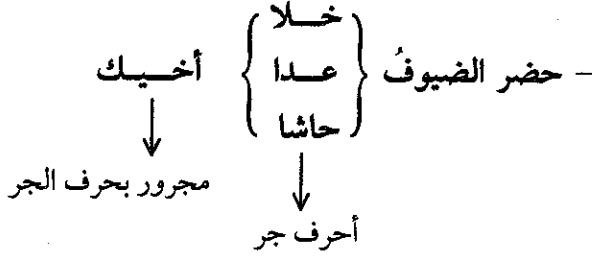 خلا
– حضر الضيوفُ { عدا } أخيك
حاشا
مجرور بحرف الجر
أحرف جر